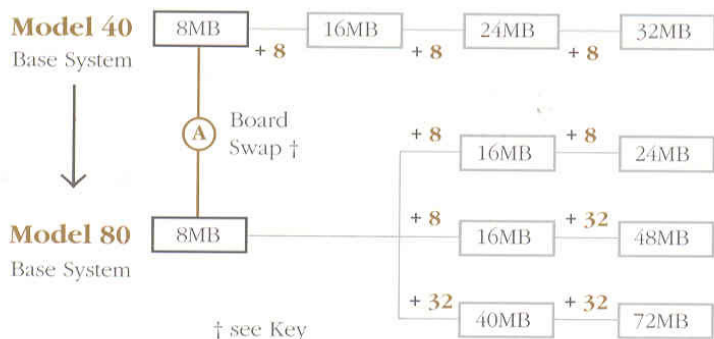 Model 40 8MB 16MB 24MB 32MB
+ 8 + 8 + 8
Base System
A Board
Swap †
+ 8 + 8
16MB 24MB
Model 80 8MB + 8 16MB + 32 48MB
Base System
+ 32 40MB + 32 72MB
† see Key